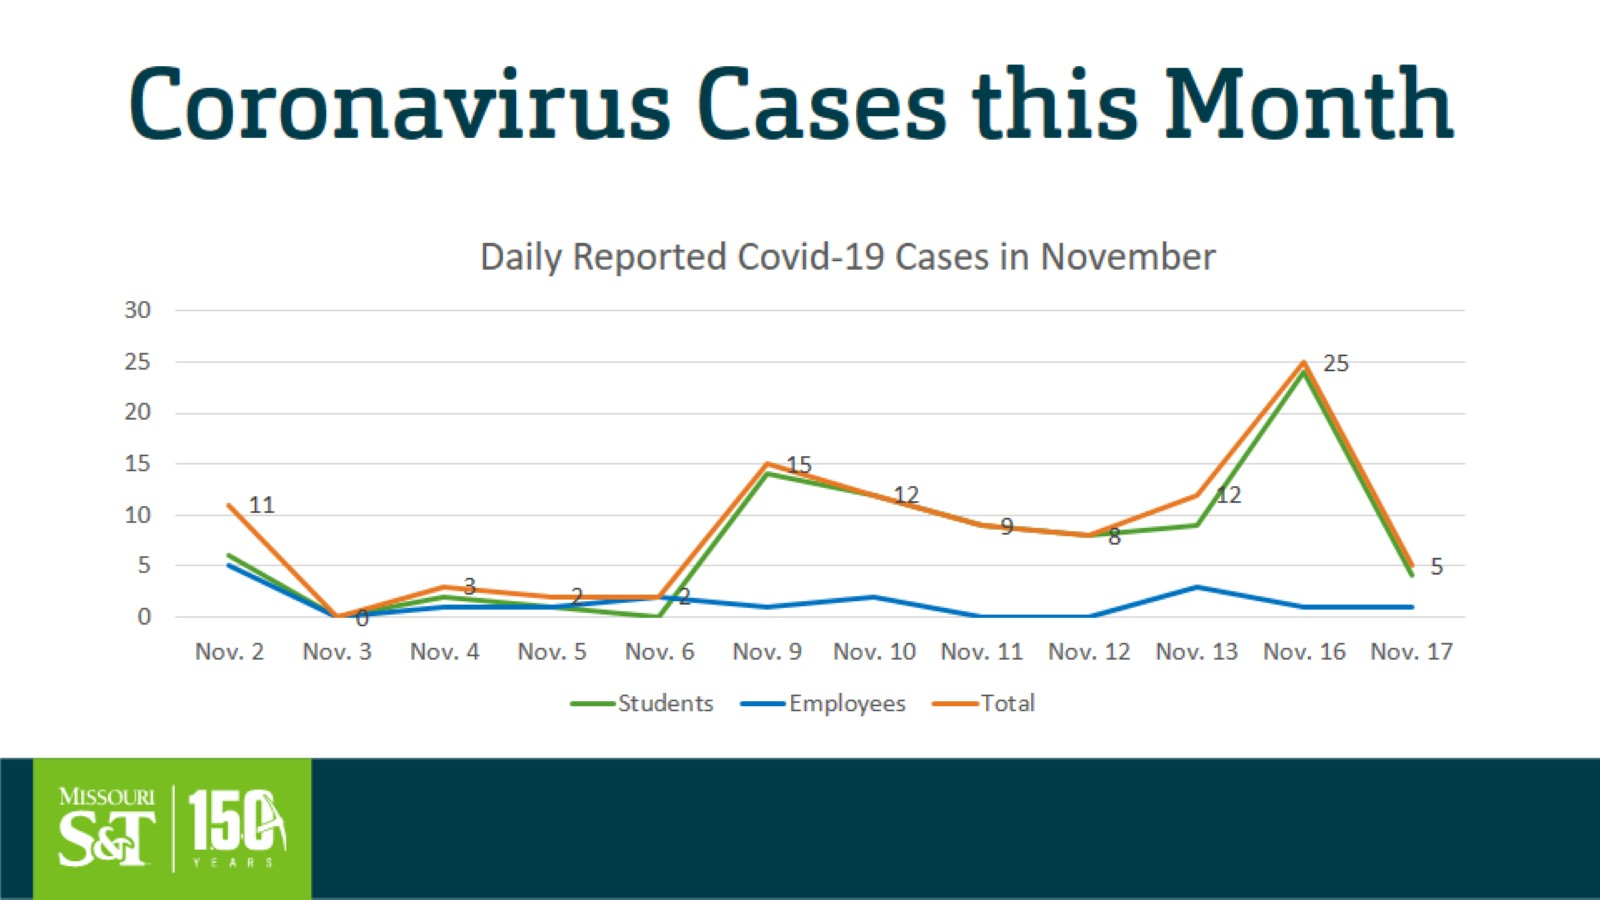 Coronavirus Cases this Month
Daily Reported Covid-19 Cases in November
30
25
20
15
10
5
0
11
0
3
2
2
15
12
9
8
12
25
5
Nov. 2 Nov. 3 Nov. 4 Nov. 5 Nov. 6 Nov. 9 Nov. 10 Nov. 11 Nov. 12 Nov. 13 Nov. 16 Nov. 17
Students Employees Total
MISSOURI
S&T
150
YEARS